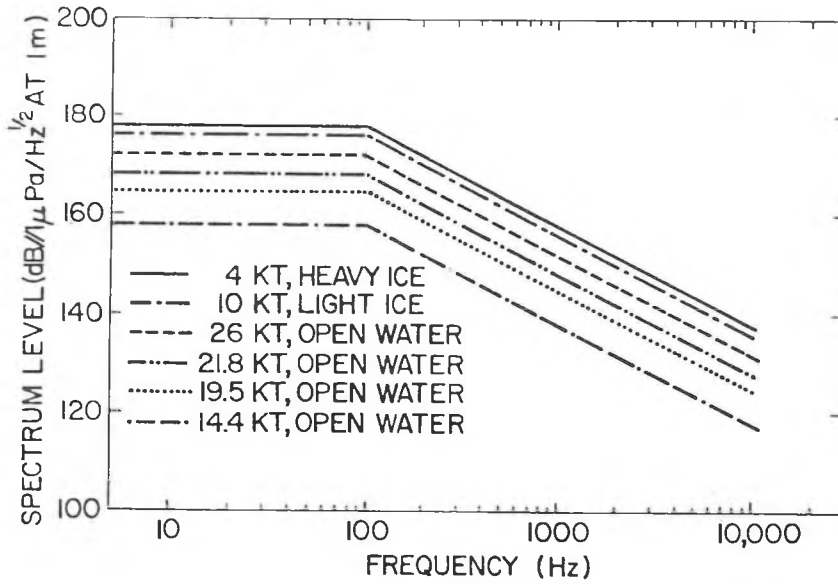 SPECTRUM LEVEL (dB//1μPa/Hz^1/2 AT 1m)
200
180
160
140
120
100
4 KT, HEAVY ICE
10 KT, LIGHT ICE
26 KT, OPEN WATER
21.8 KT, OPEN WATER
19.5 KT, OPEN WATER
14.4 KT, OPEN WATER
10
100
1000
10,000
FREQUENCY (Hz)